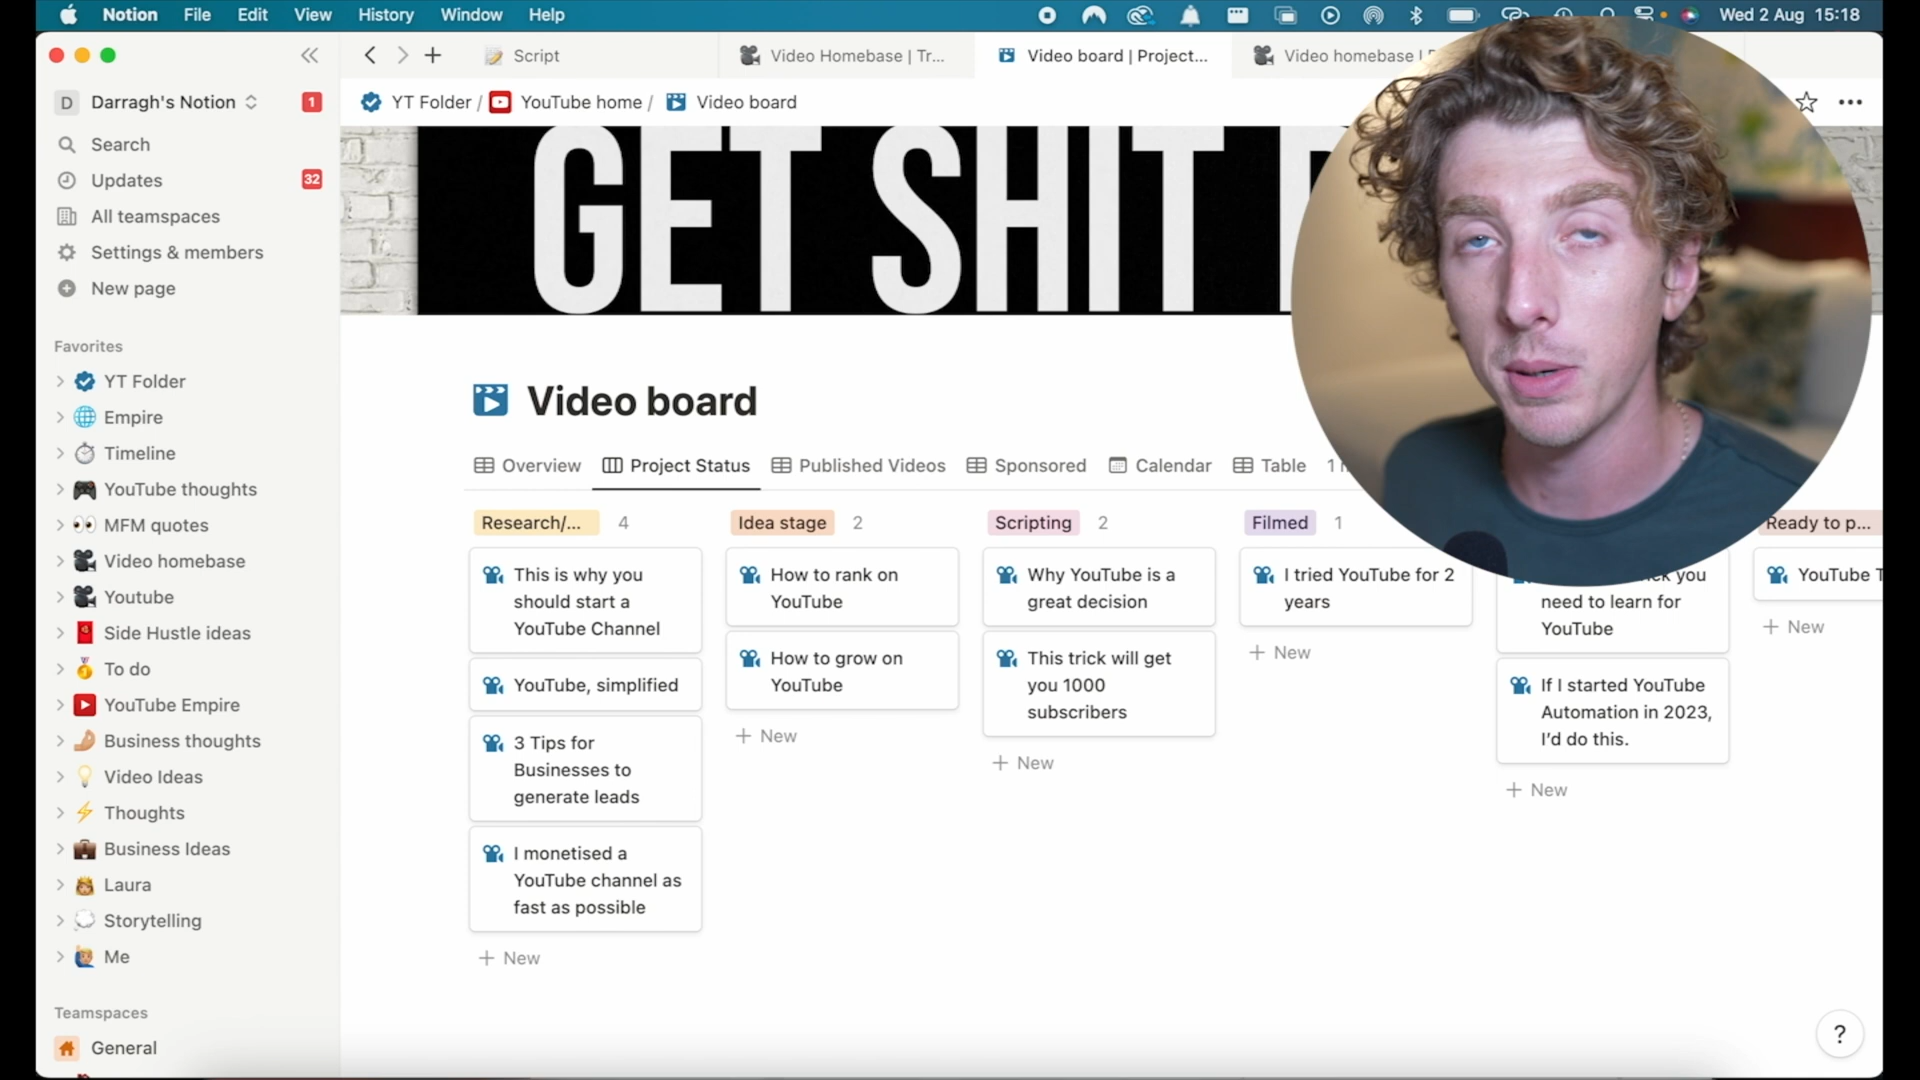 Notion File Edit View History Window Help Wed 2 Aug 15:18
Script Video Homebase | Tr... Video board | Project... Video homebase |
D Darragh's Notion 1
YT Folder / YouTube home / Video board
Search
Updates 32
All teamspaces
Settings & members
New page
Favorites
YT Folder
Empire
Timeline
YouTube thoughts
MFM quotes
Video homebase
Youtube
Side Hustle ideas
To do
YouTube Empire
Business thoughts
Video Ideas
Thoughts
Business Ideas
Laura
Storytelling
Me
Teamspaces
General
GET SHIT
Video board
Overview Project Status Published Videos Sponsored Calendar Table 1
Research/... 4
This is why you
should start a
YouTube Channel
YouTube, simplified
3 Tips for
Businesses to
generate leads
I monetised a
YouTube channel as
fast as possible
+ New
Idea stage 2
How to rank on
YouTube
How to grow on
YouTube
+ New
Scripting 2
Why YouTube is a
great decision
This trick will get
you 1000
subscribers
+ New
Filmed 1
I tried YouTube for 2
years
+ New
you
need to learn for
YouTube
If I started YouTube
Automation in 2023,
I'd do this.
+ New
Ready to p...
YouTube T
+ New
?